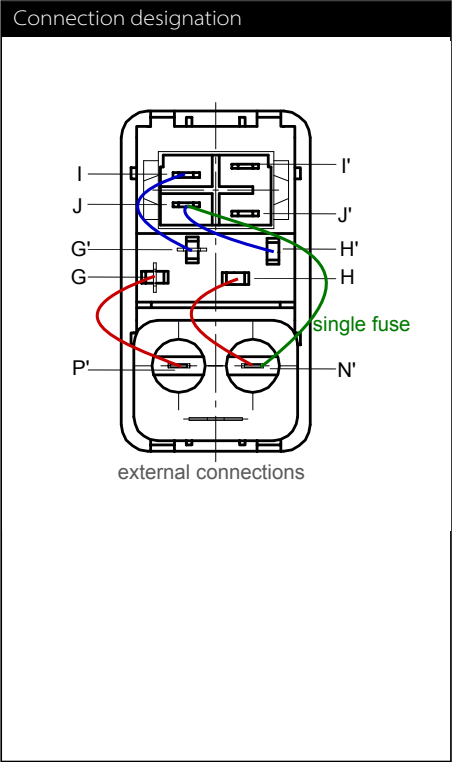 Connection designation
I
I'
J
J'
G'
H'
G
H
single fuse
P'
N'
external connections